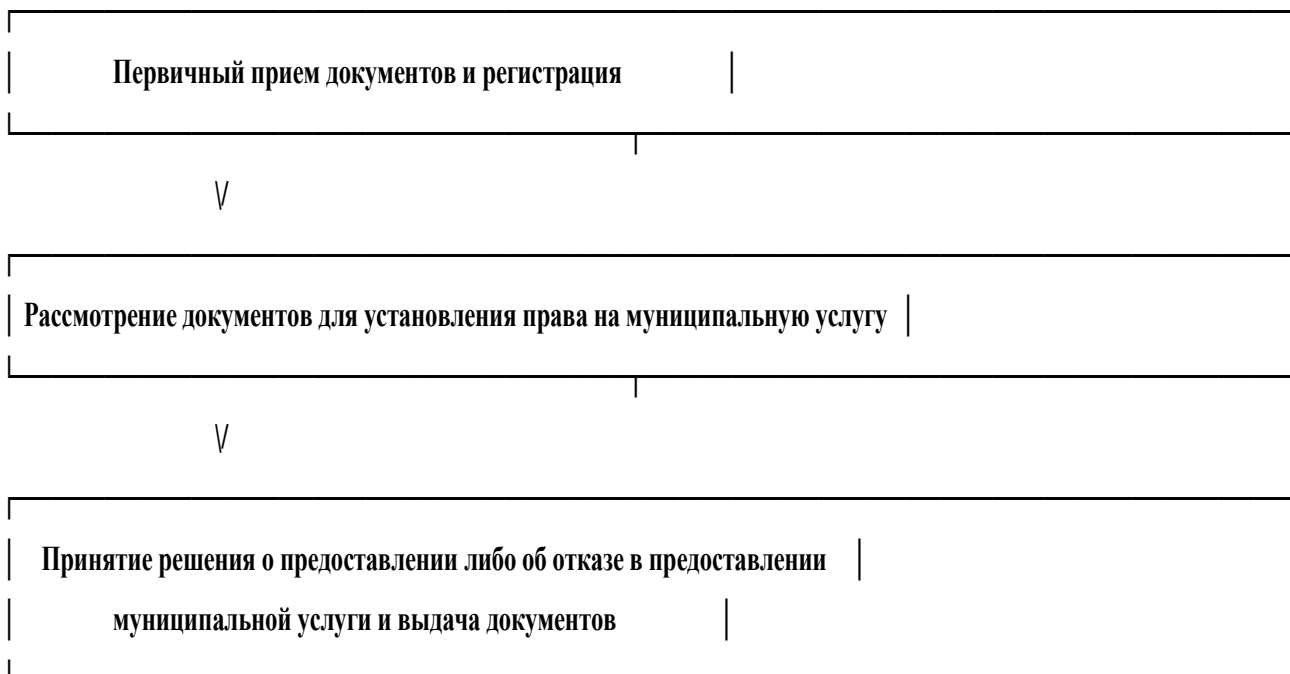 Первичный прием документов и регистрация
\/
Рассмотрение документов для установления права на муниципальную услугу
\/
Принятие решения о предоставлении либо об отказе в предоставлении
муниципальной услуги и выдача документов